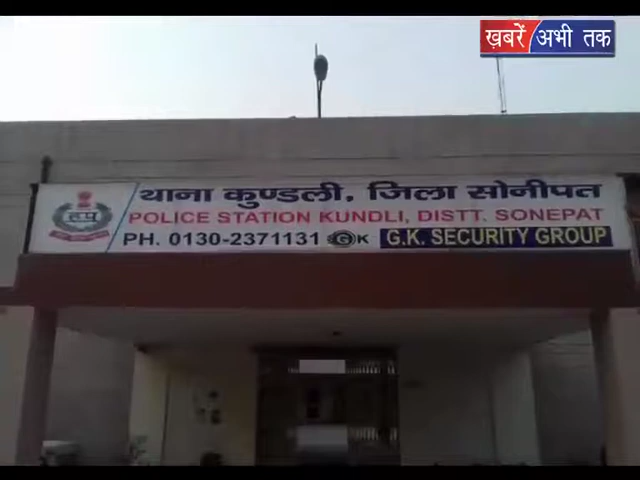 ख़बरें अभी तक
थाना कुण्डली, जिला सोनीपत
POLICE STATION KUNDLI, DISTT. SONEPAT
PH. 0130-2371131 GK G.K. SECURITY GROUP